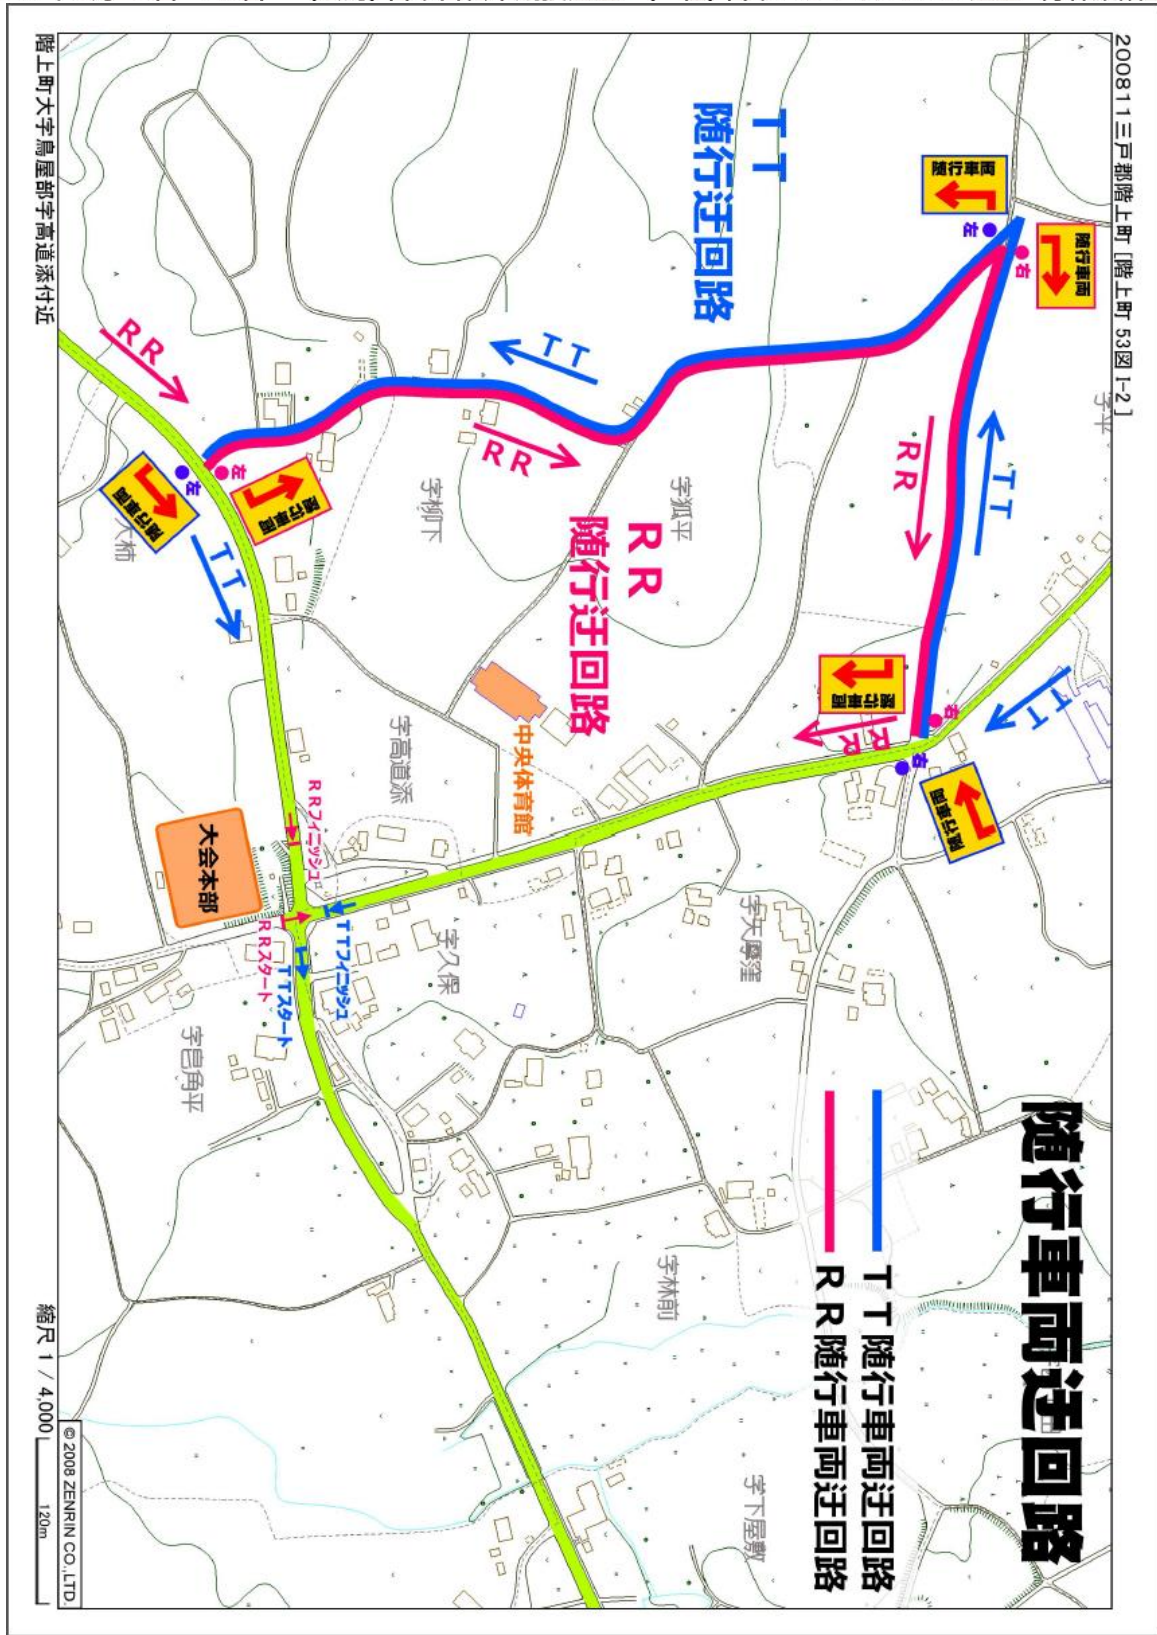 随行車両迂回路
TT随行車両迂回路
RR随行車両迂回路
200811三戸郡階上町 [階上町 53図 I-2]
階上町大字鳥屋部字高道添付近
TT
随行迂回路
RR
随行迂回路
随行車両
左
随行車両
右
字平
TT
RR
TT
RR
RR
左
随行車両
左
随行車両
TT
TT
RR
随行車両
右
右
随行車両
字柳下
字狐平
中央体育館
字高道添
大会本部
RRフィニッシュ
TTフィニッシュ
RRスタート
TTスタート
字久保
字天摩窪
字林前
字下屋敷
縮尺 1 / 4,000
120m
© 2008 ZENRIN CO.,LTD.